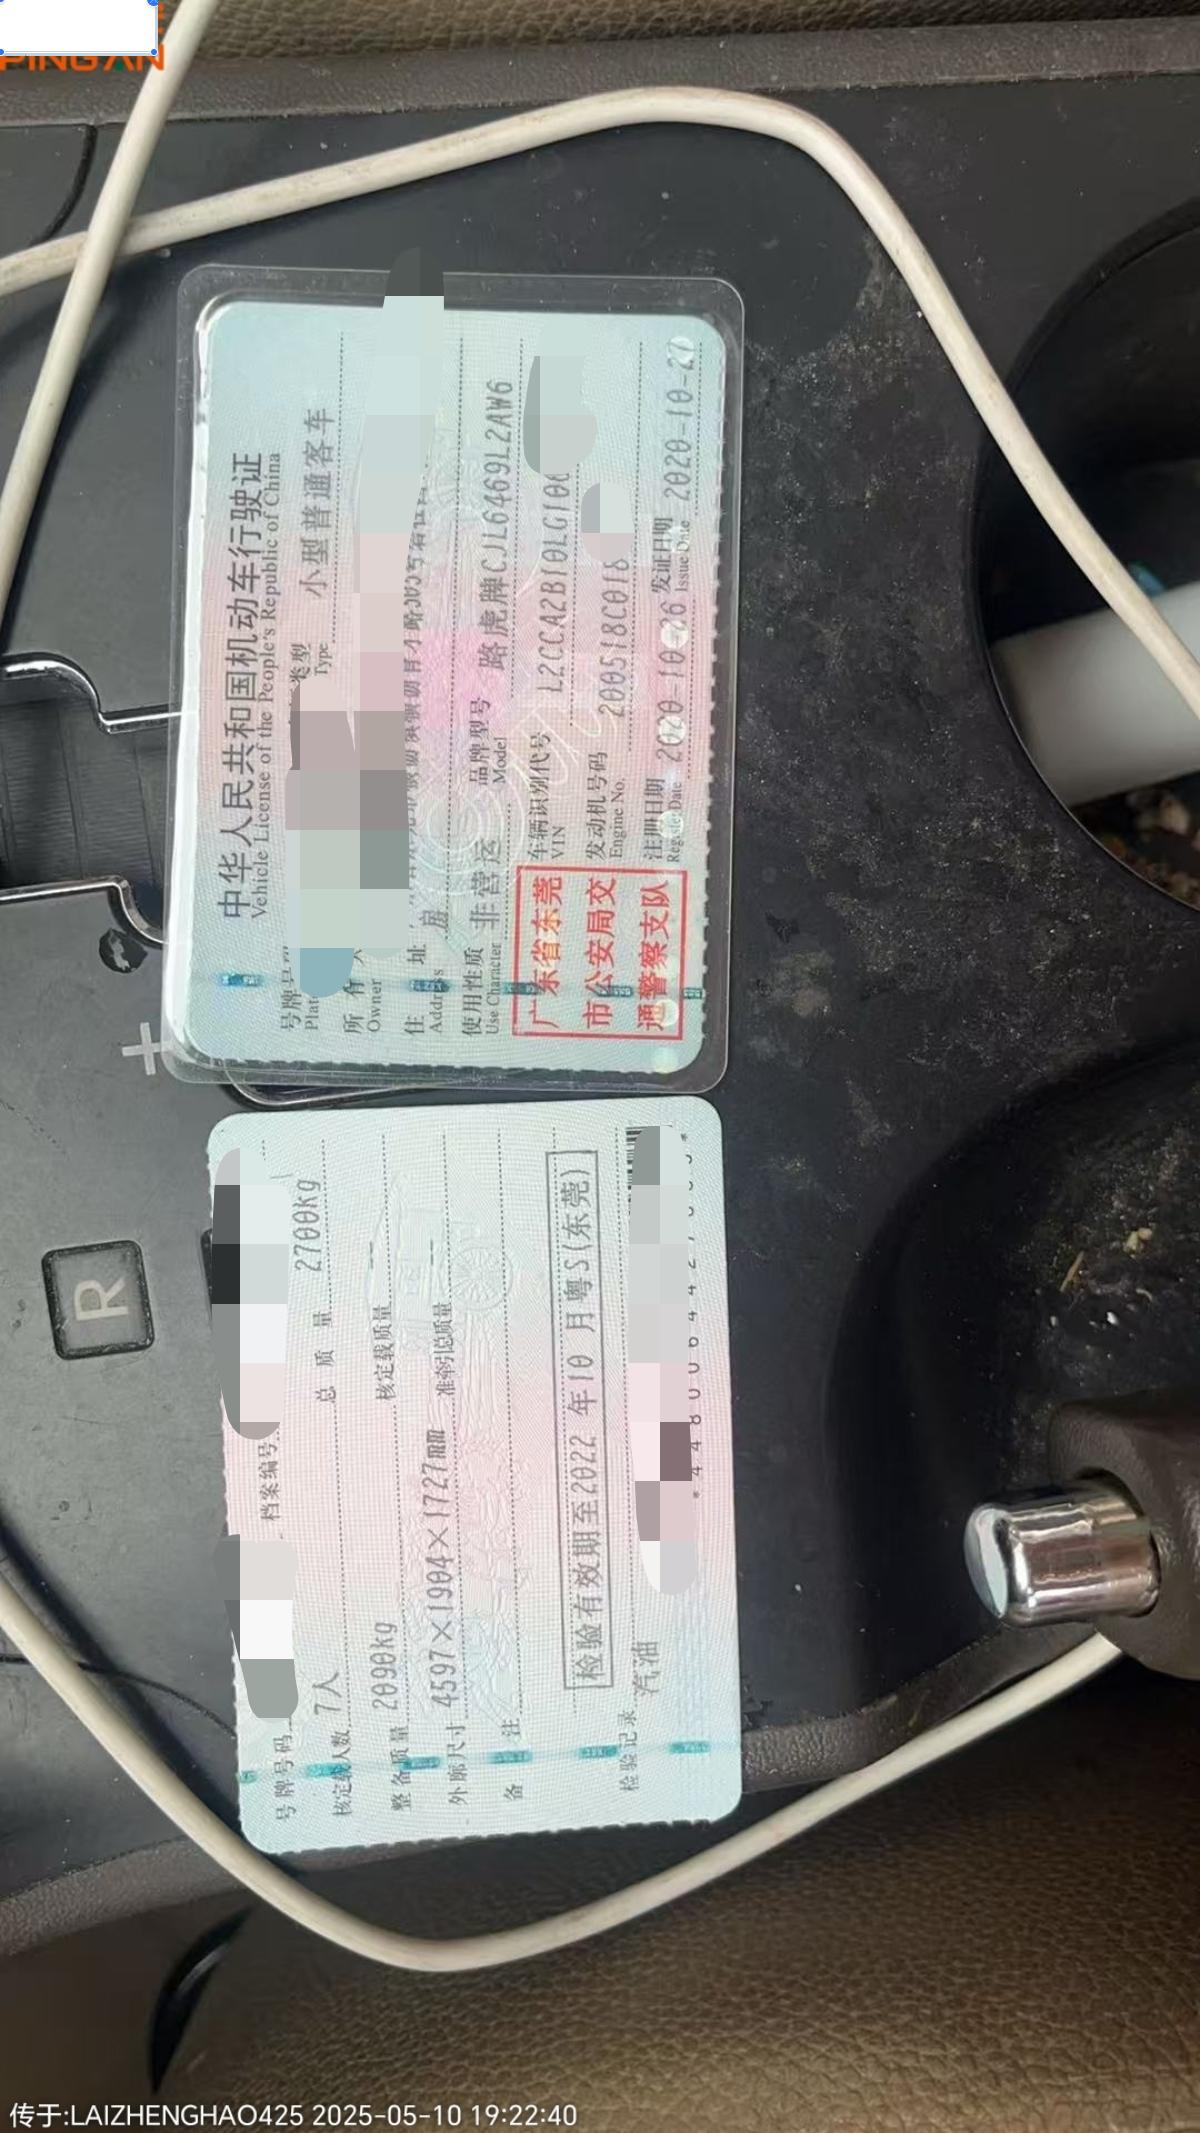 PING AN
中华人民共和国机动车行驶证
Vehicle License of the People's Republic of China
号牌号
Plat
类型
Type
小型普通客车
所有人
Owner
住址
Address
房
使用性质
Use Character
非营运
品牌型号
Model
路虎牌CJL6469L2AW6
车辆识别代号
VIN
L2CCA2B10LG10
发动机号码
Engine No.
200518C018
注册日期
Register Date
2020-10-26
发证日期
Issue Date
2020-10-27
广东省东莞
市公安局交
通警察支队
号牌号码
档案编号
核定载人数
7人
总质量
2700kg
整备质量
2090kg
核定载质量
--
外廓尺寸
4597×1904×1727mm
准牵引总质量
--
备注
检验有效期至2022年10月粤S(东莞)
检验记录
汽油
R
+
传于:LAIZHENGHAO425 2025-05-10 19:22:40